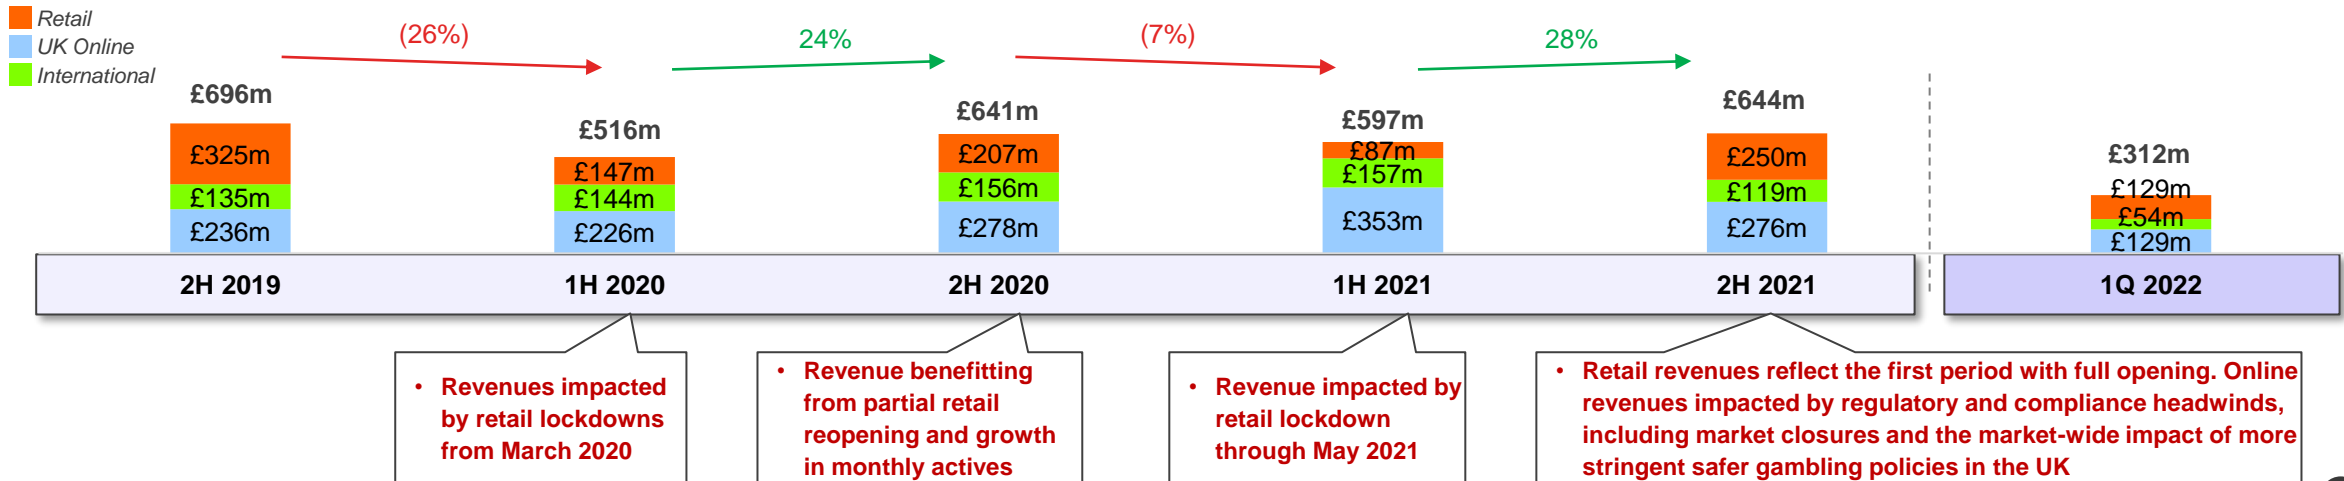 Retail
UK Online
International
(26%)
24%
(7%)
28%
£696m
£516m
£641m
£597m
£644m
£312m
£325m
£135m
£236m
£147m
£144m
£226m
£207m
£156m
£278m
£87m
£157m
£353m
£250m
£119m
£276m
£129m
£54m
£129m
2H 2019
1H 2020
2H 2020
1H 2021
2H 2021
1Q 2022
• Revenues impacted
by retail lockdowns
from March 2020
• Revenue benefitting
from partial retail
reopening and growth
in monthly actives
• Revenue impacted by
retail lockdown
through May 2021
• Retail revenues reflect the first period with full opening. Online
revenues impacted by regulatory and compliance headwinds,
including market closures and the market-wide impact of more
stringent safer gambling policies in the UK